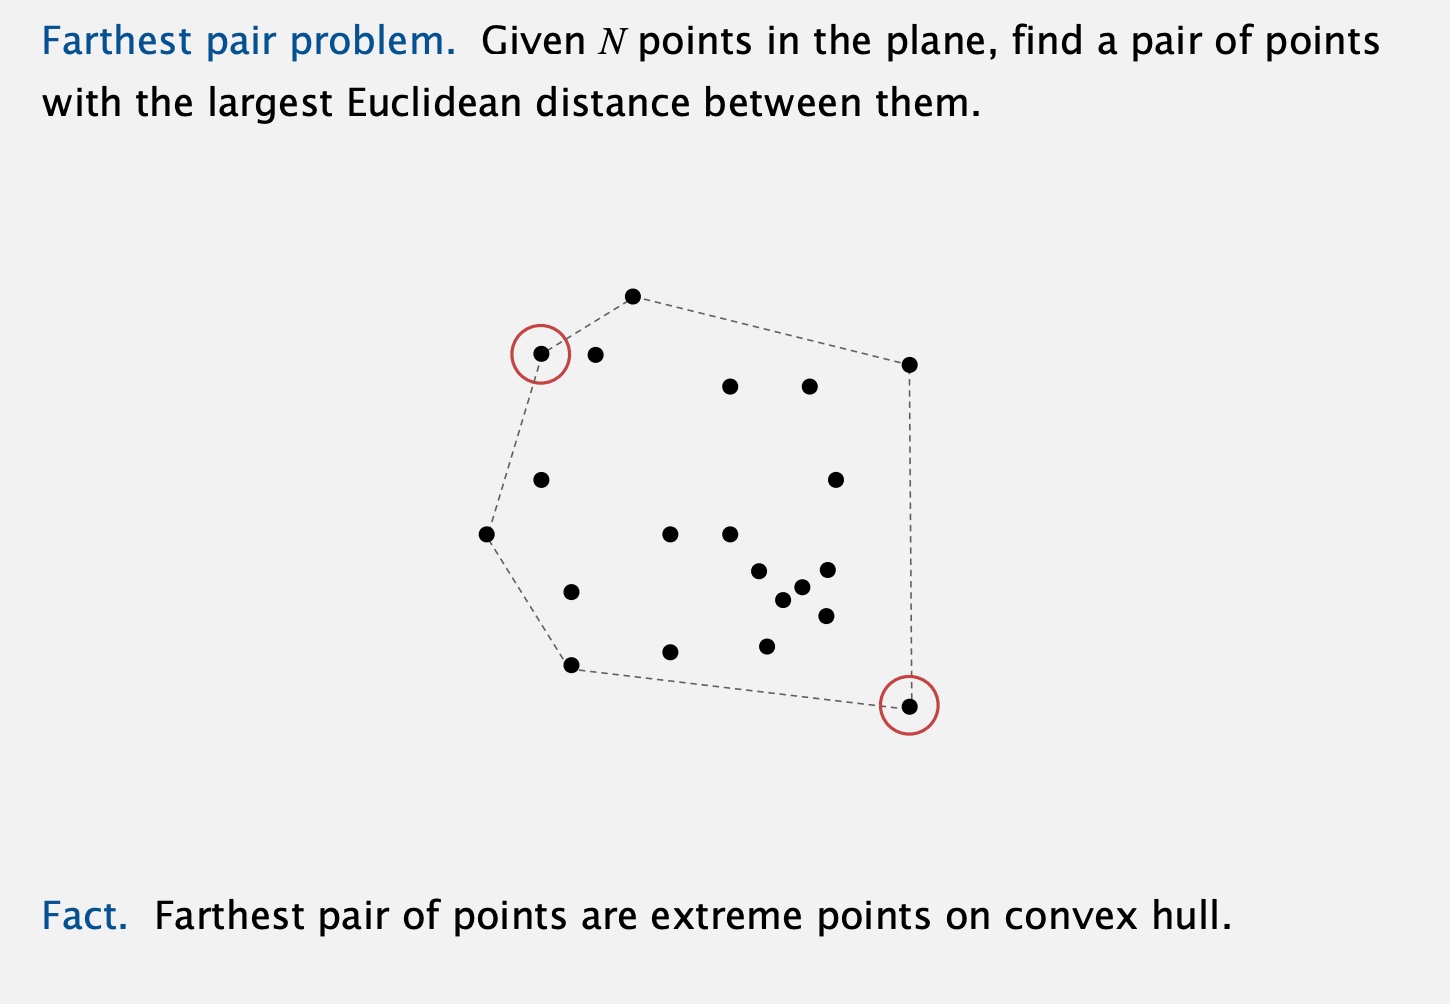 Farthest pair problem. Given N points in the plane, find a pair of points
with the largest Euclidean distance between them.
Fact. Farthest pair of points are extreme points on convex hull.